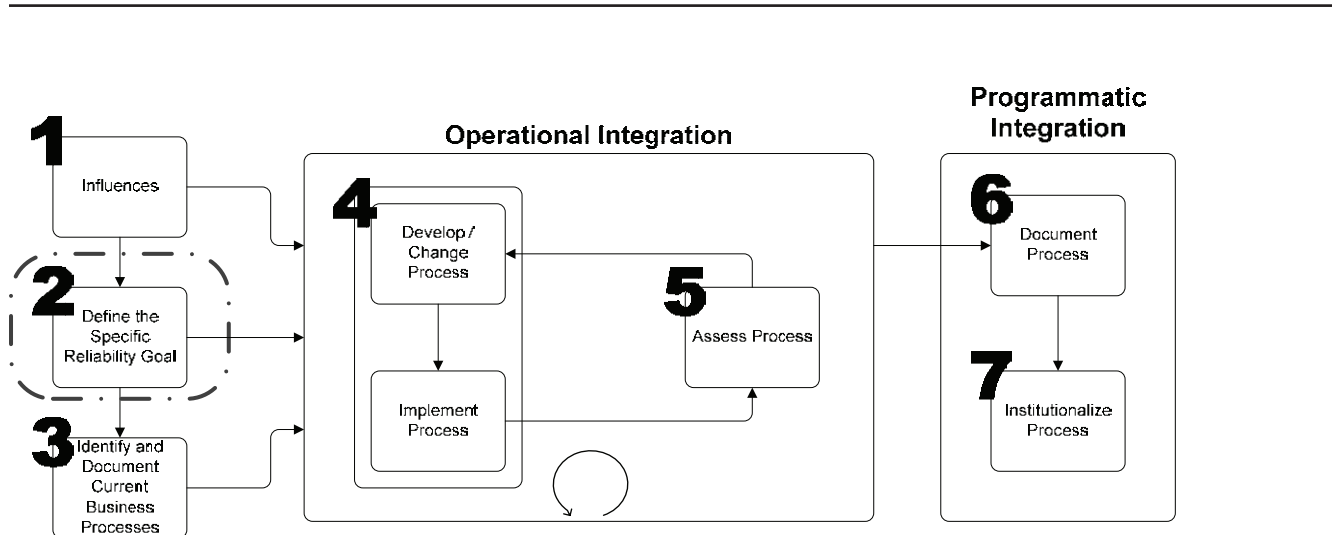 Programmatic
Integration
Operational Integration
1
Influences
2
Define the
Specific
Reliability Goal
3
Identify and
Document
Current
Business
Processes
4
Develop /
Change
Process
Implement
Process
5
Assess Process
6
Document
Process
7
Institutionalize
Process